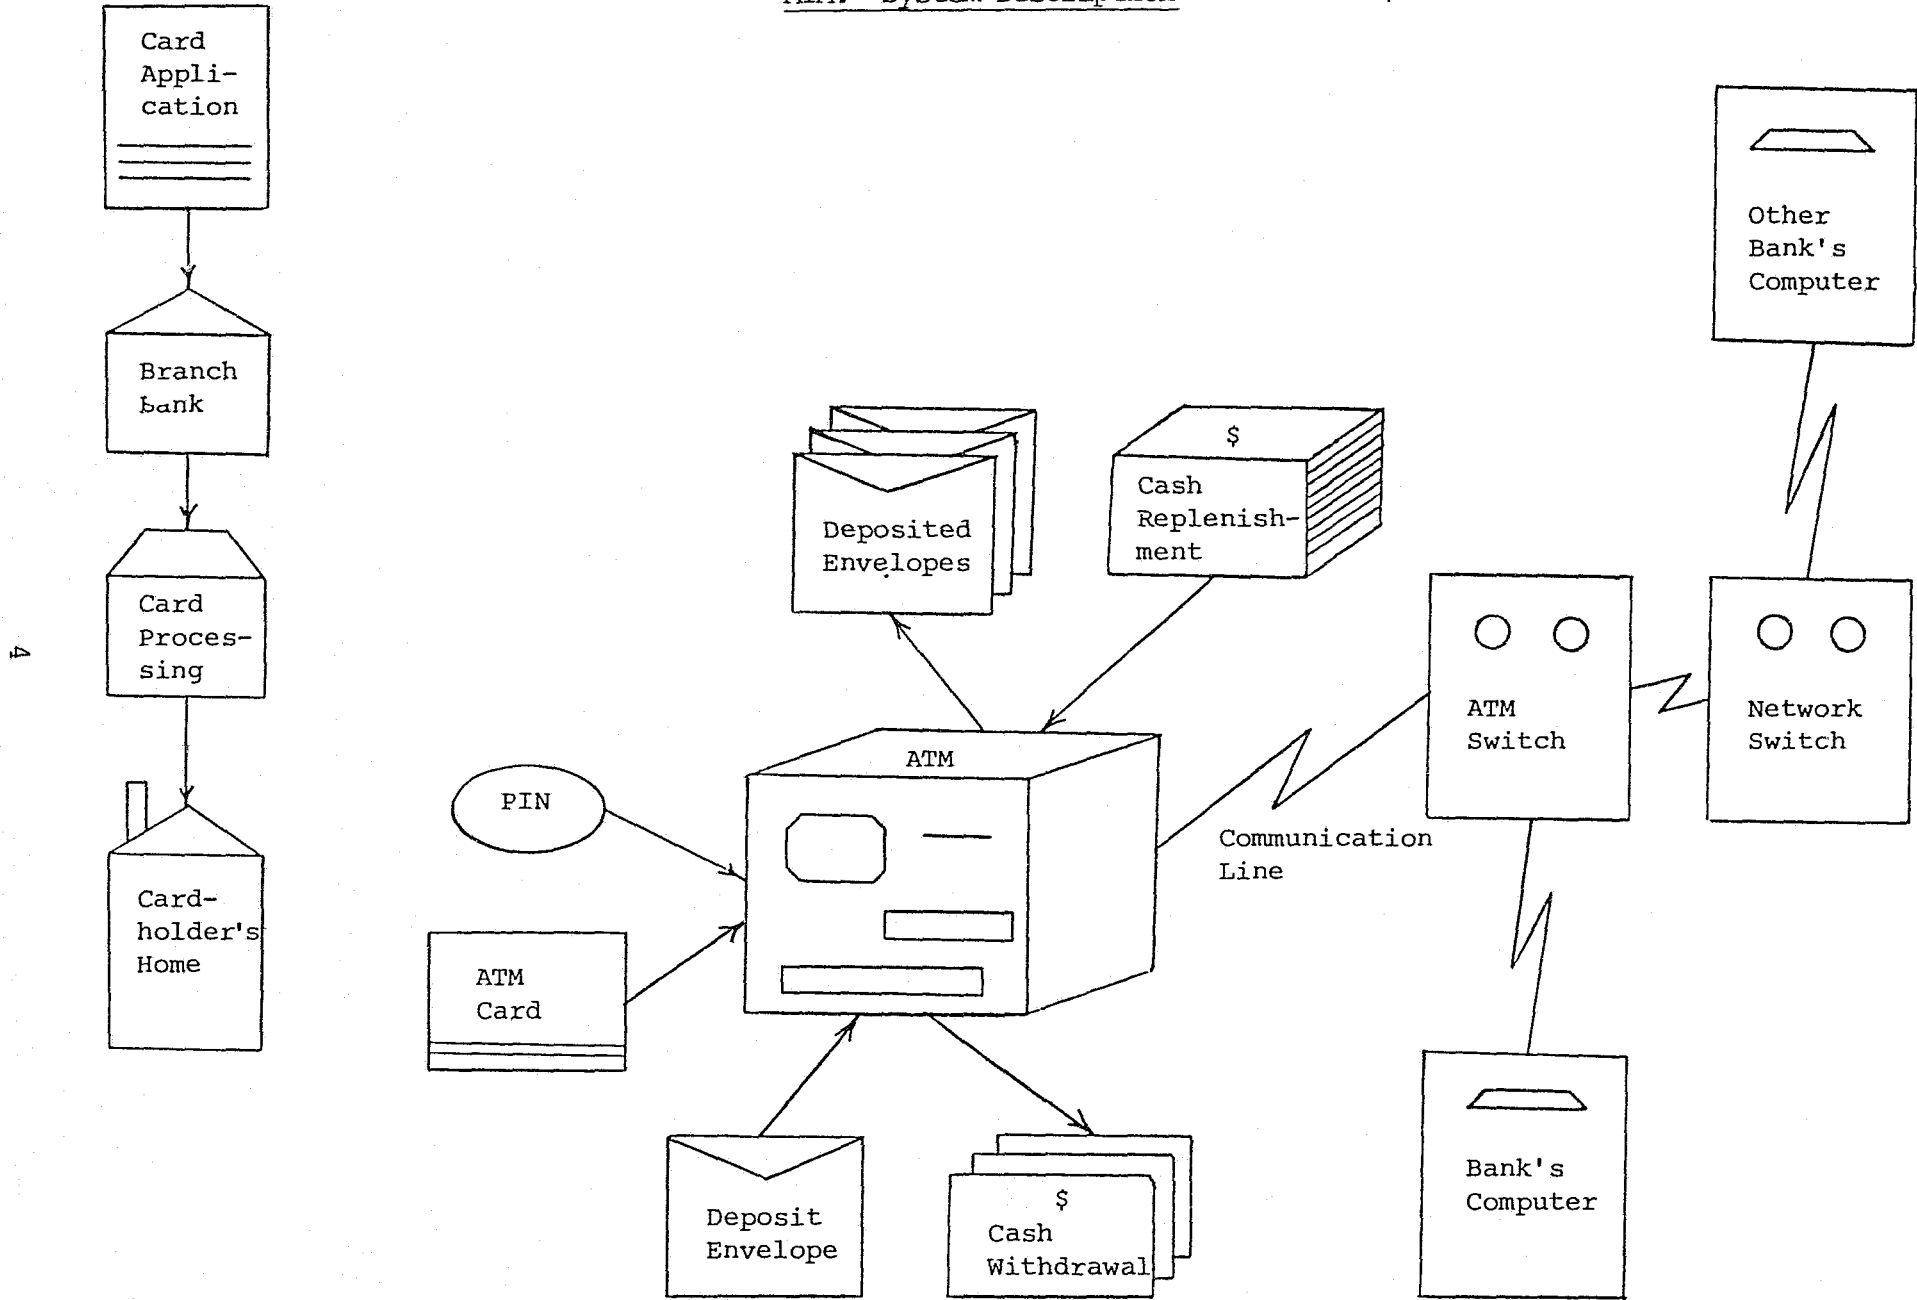 Card
Appli-
cation
Branch
Bank
Card
Proces-
sing
Card-
holder's
Home
4
Deposited
Envelopes
$
Cash
Replenish-
ment
ATM
PIN
ATM
Card
Deposit
Envelope
$
Cash
Withdrawal
Communication
Line
ATM
Switch
Network
Switch
Other
Bank's
Computer
Bank's
Computer